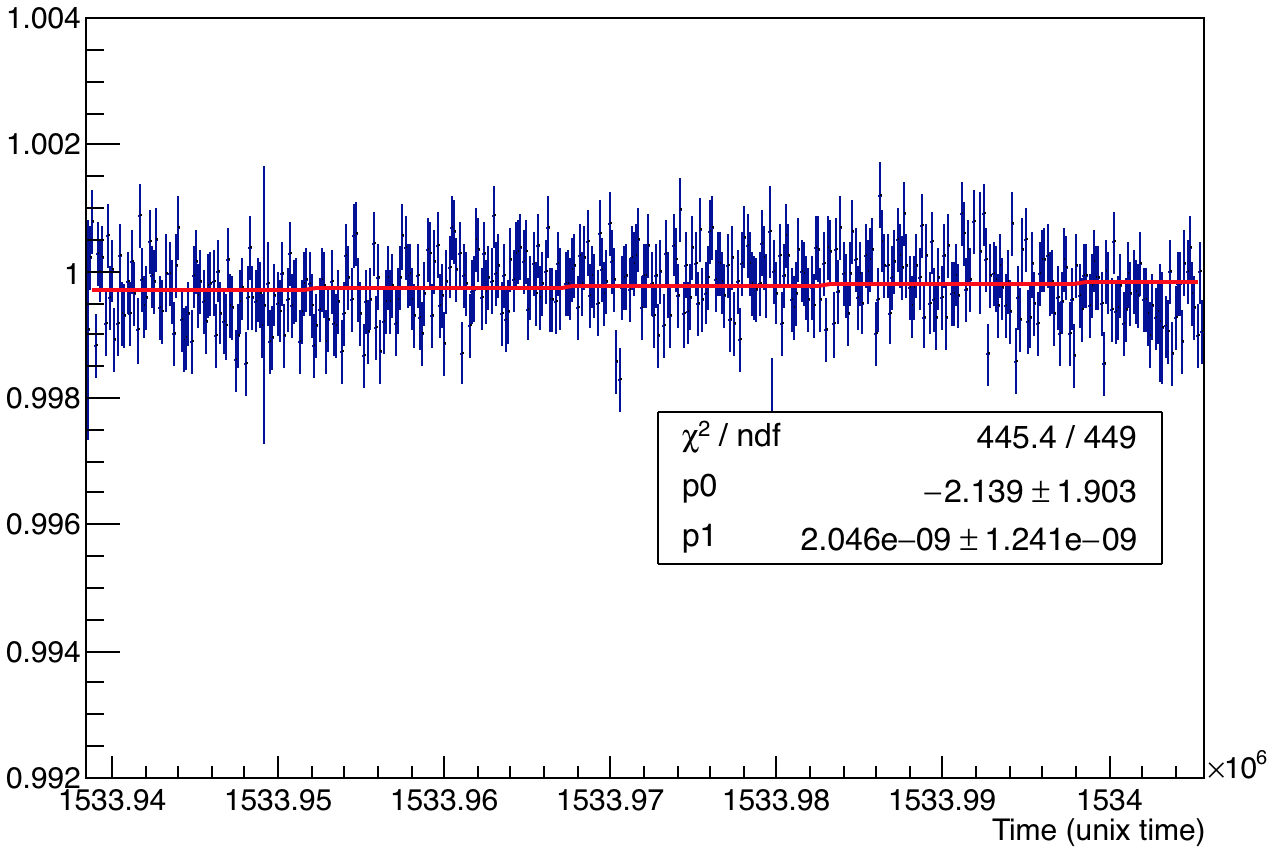 1.004
1.002
1
0.998
0.996
0.994
0.992
χ² / ndf 445.4 / 449
p0 −2.139 ± 1.903
p1 2.046e−09 ± 1.241e−09
1533.94 1533.95 1533.96 1533.97 1533.98 1533.99 1534 ×10⁶
Time (unix time)